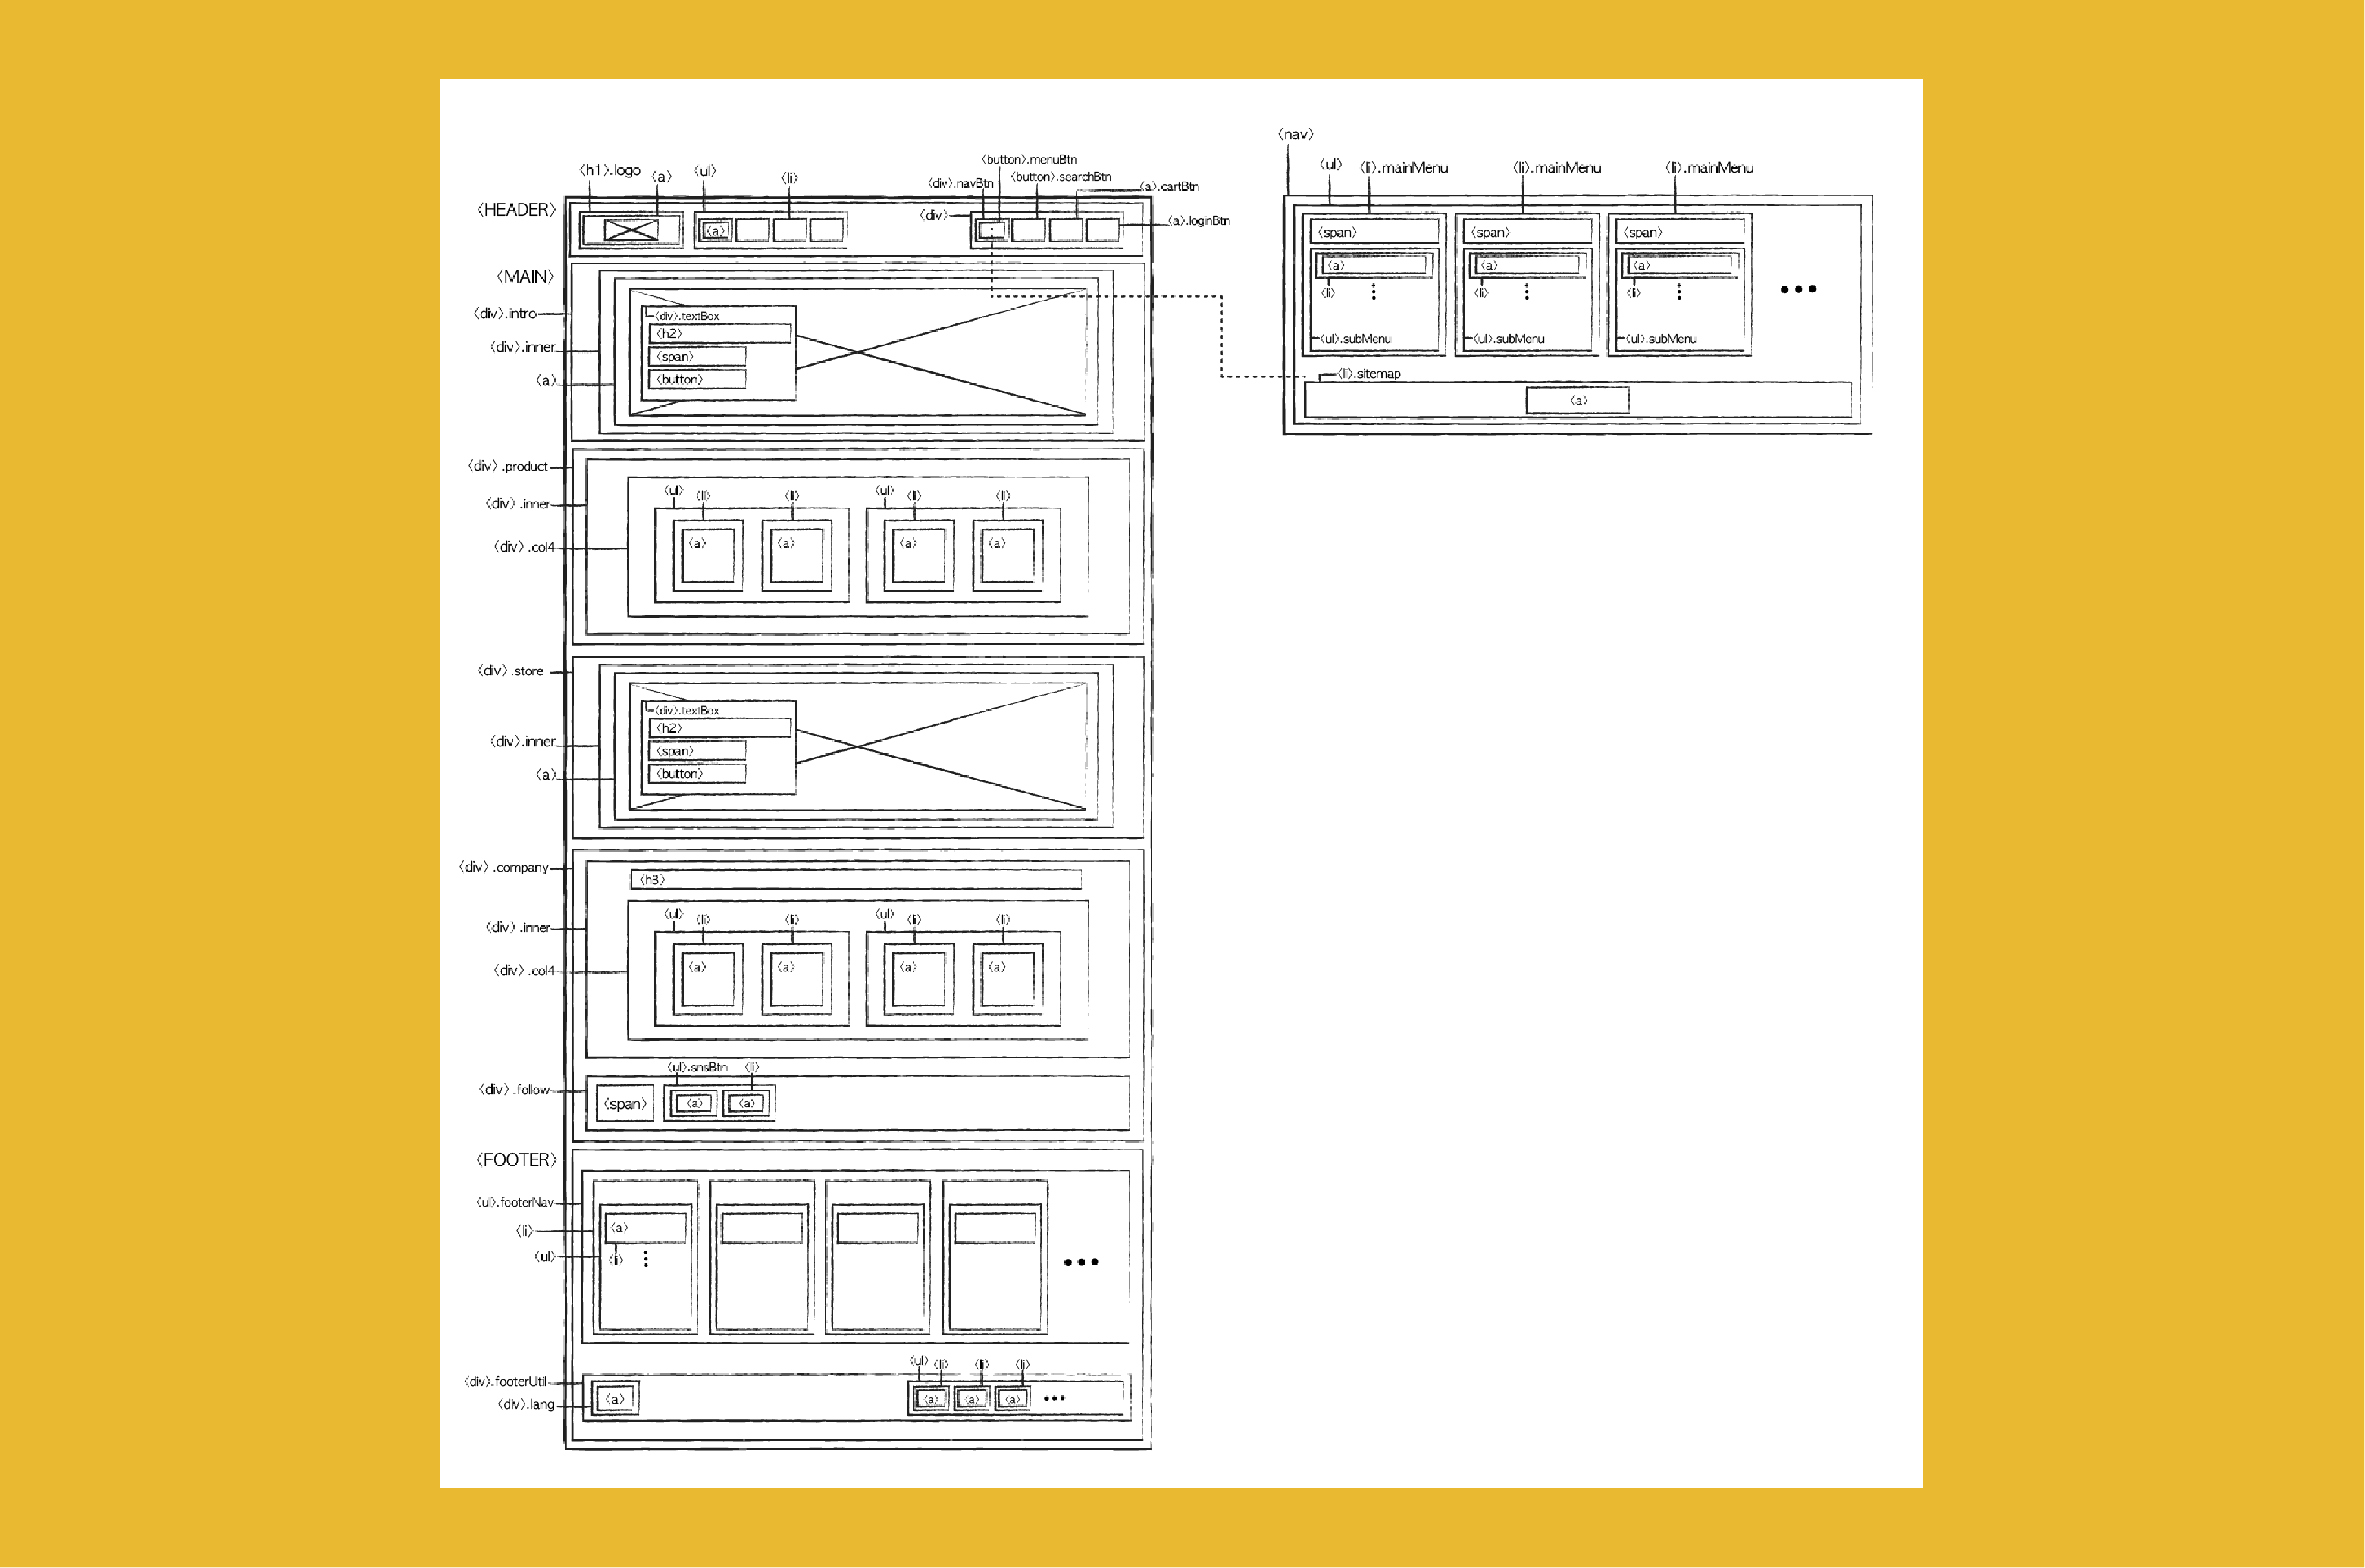 〈h1〉.logo
〈a〉
〈ul〉
〈li〉
〈button〉.menuBtn
〈button〉.searchBtn
〈div〉.navBtn
〈a〉.cartBtn
〈HEADER〉
〈div〉
〈a〉.loginBtn
〈a〉
〈MAIN〉
〈div〉.intro
〈div〉.textBox
〈h2〉
〈div〉.inner
〈span〉
〈a〉
〈button〉
〈div〉 .product
〈ul〉 〈li〉 〈li〉 〈ul〉 〈li〉 〈li〉
〈div〉 .inner
〈a〉 〈a〉 〈a〉 〈a〉
〈div〉 .col4
〈div〉 .store
〈div〉.textBox
〈h2〉
〈div〉.inner
〈span〉
〈a〉
〈button〉
〈div〉 .company
〈h3〉
〈ul〉 〈li〉 〈li〉 〈ul〉 〈li〉 〈li〉
〈div〉 .inner
〈a〉 〈a〉 〈a〉 〈a〉
〈div〉 .col4
〈ul〉.snsBtn 〈li〉
〈div〉 .follow
〈span〉 〈a〉 〈a〉
〈FOOTER〉
〈ul〉.footerNav
〈li〉
〈a〉
〈ul〉
〈li〉
〈ul〉 〈li〉 〈li〉 〈li〉
〈div〉.footerUtil
〈div〉.lang
〈a〉 〈a〉 〈a〉 〈a〉
〈nav〉
〈ul〉 〈li〉.mainMenu 〈li〉.mainMenu 〈li〉.mainMenu
〈span〉 〈span〉 〈span〉
〈a〉 〈a〉 〈a〉
〈li〉 〈li〉 〈li〉
〈ul〉.subMenu 〈ul〉.subMenu 〈ul〉.subMenu
〈li〉.sitemap
〈a〉